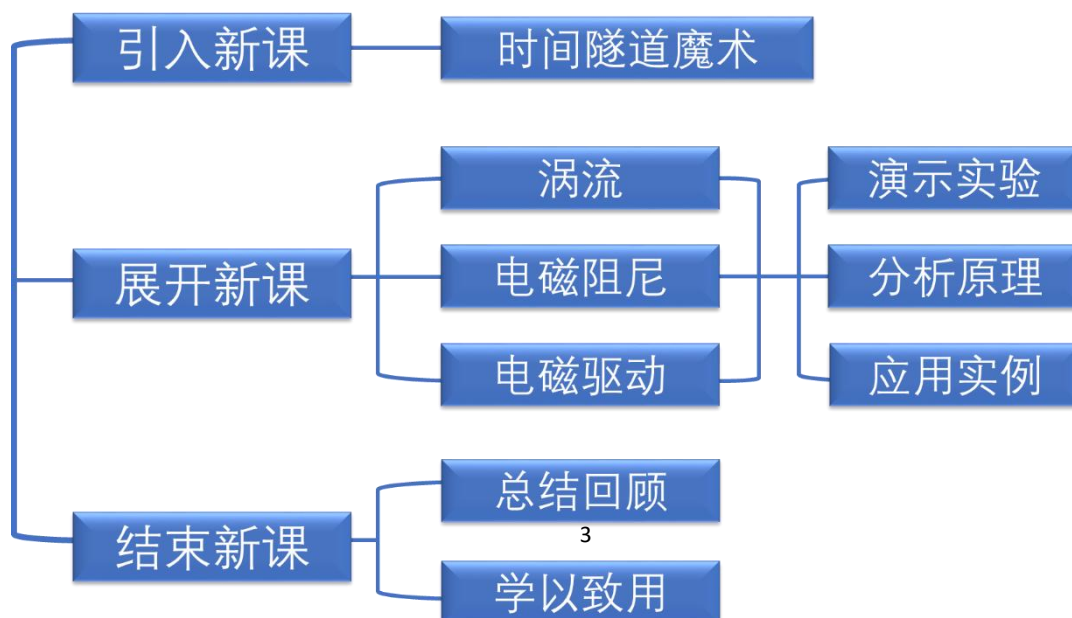 引入新课
时间隧道魔术
展开新课
涡流
电磁阻尼
电磁驱动
演示实验
分析原理
应用实例
结束新课
总结回顾
3
学以致用